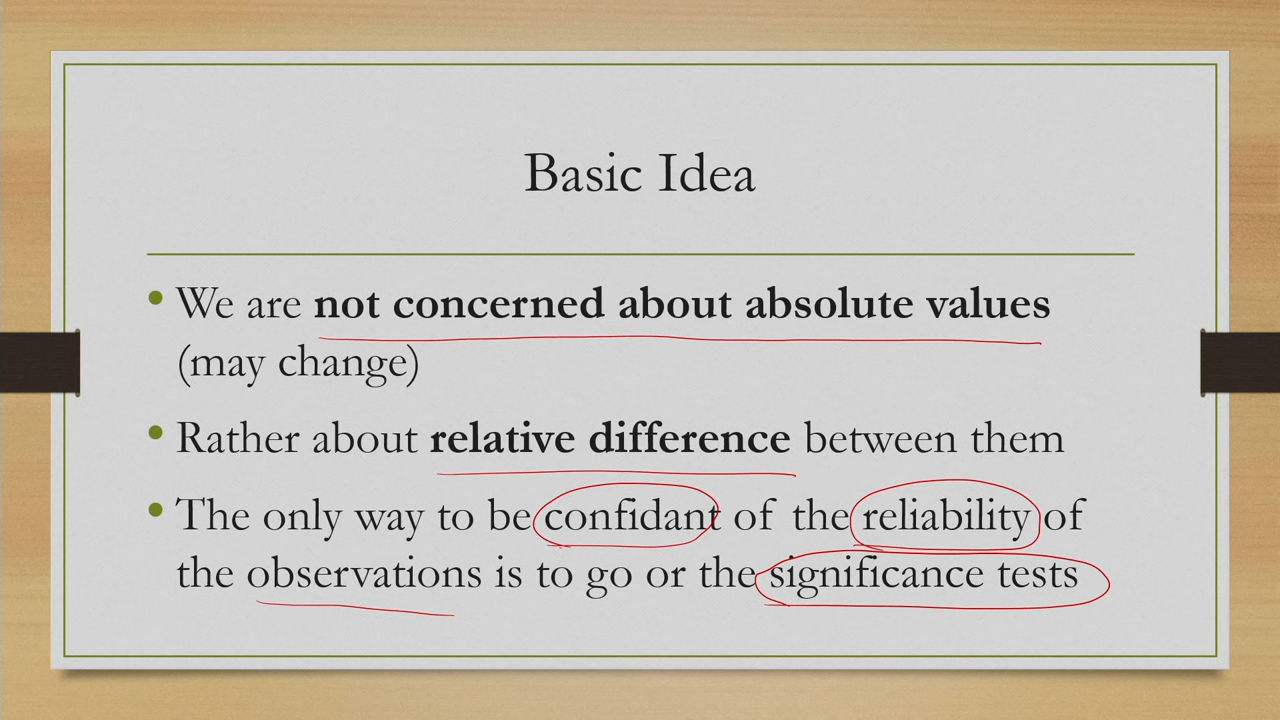 Basic Idea
• We are not concerned about absolute values
(may change)
• Rather about relative difference between them
• The only way to be confidant of the reliability of
the observations is to go or the significance tests